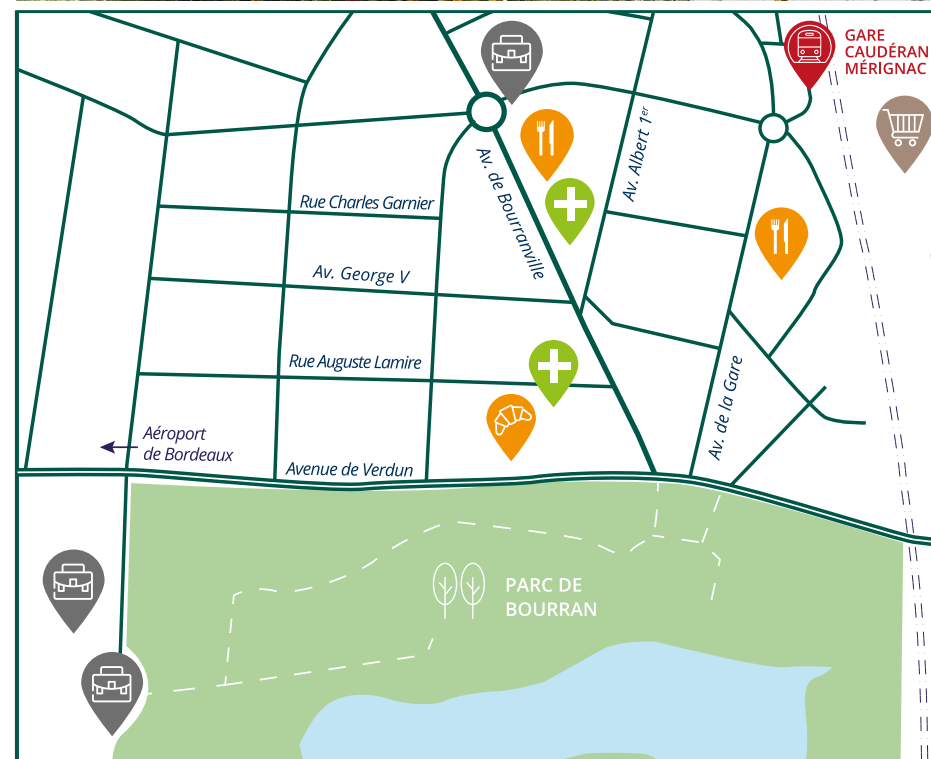 GARE
CAUDÉRAN
MÉRIGNAC
Av. Albert 1er
Av. de Bourranville
Rue Charles Garnier
Av. George V
Rue Auguste Lamire
Av. de la Gare
Aéroport
de Bordeaux
Avenue de Verdun
PARC DE
BOURRAN